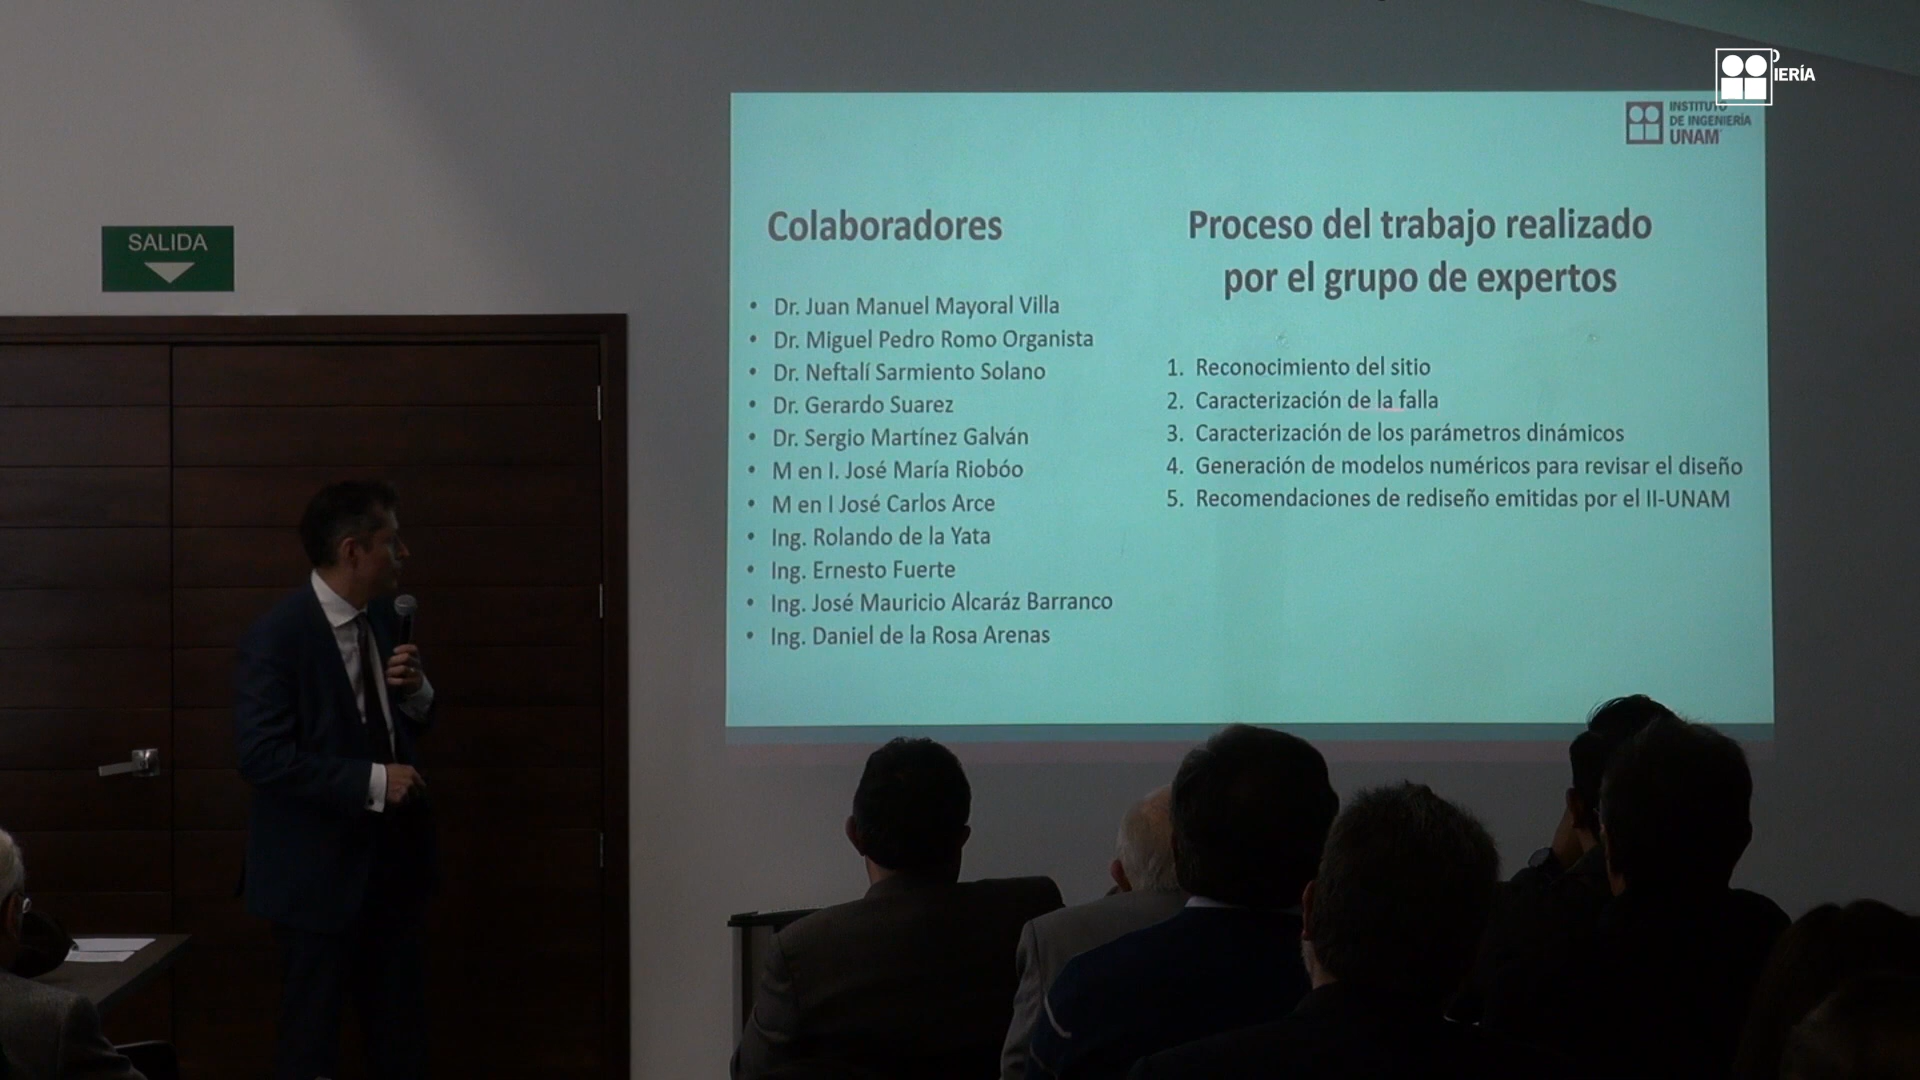 IERÍA
INSTITUTO
DE INGENIERÍA
UNAM
SALIDA
Colaboradores
• Dr. Juan Manuel Mayoral Villa
• Dr. Miguel Pedro Romo Organista
• Dr. Neftalí Sarmiento Solano
• Dr. Gerardo Suarez
• Dr. Sergio Martínez Galván
• M en I. José María Riobóo
• M en I José Carlos Arce
• Ing. Rolando de la Yata
• Ing. Ernesto Fuerte
• Ing. José Mauricio Alcaráz Barranco
• Ing. Daniel de la Rosa Arenas
Proceso del trabajo realizado
por el grupo de expertos
1. Reconocimiento del sitio
2. Caracterización de la falla
3. Caracterización de los parámetros dinámicos
4. Generación de modelos numéricos para revisar el diseño
5. Recomendaciones de rediseño emitidas por el II-UNAM